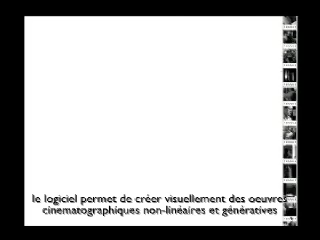 le logiciel permet de créer visuellement des oeuvres
cinematographiques non-linéaires et génératives